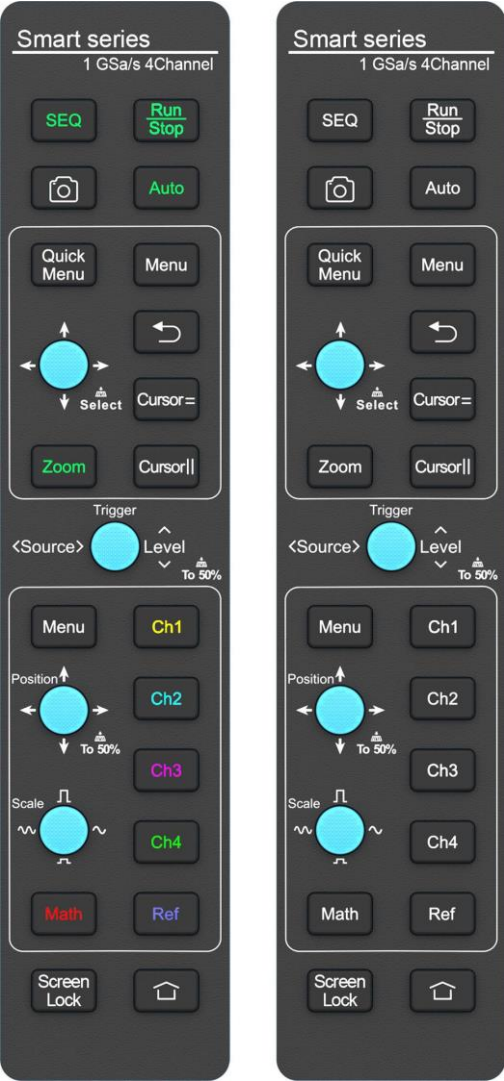 Smart series
1 GSa/s 4Channel
SEQ
Run
Stop
Auto
Quick
Menu
Menu
Select
Cursor=
Zoom
Cursor||
Trigger
<Source>
Level
To 50%
Menu
Ch1
Position
Ch2
To 50%
Ch3
Scale
Ch4
Math
Ref
Screen
Lock
Smart series
1 GSa/s 4Channel
SEQ
Run
Stop
Auto
Quick
Menu
Menu
Select
Cursor=
Zoom
Cursor||
Trigger
<Source>
Level
To 50%
Menu
Ch1
Position
Ch2
To 50%
Ch3
Scale
Ch4
Math
Ref
Screen
Lock